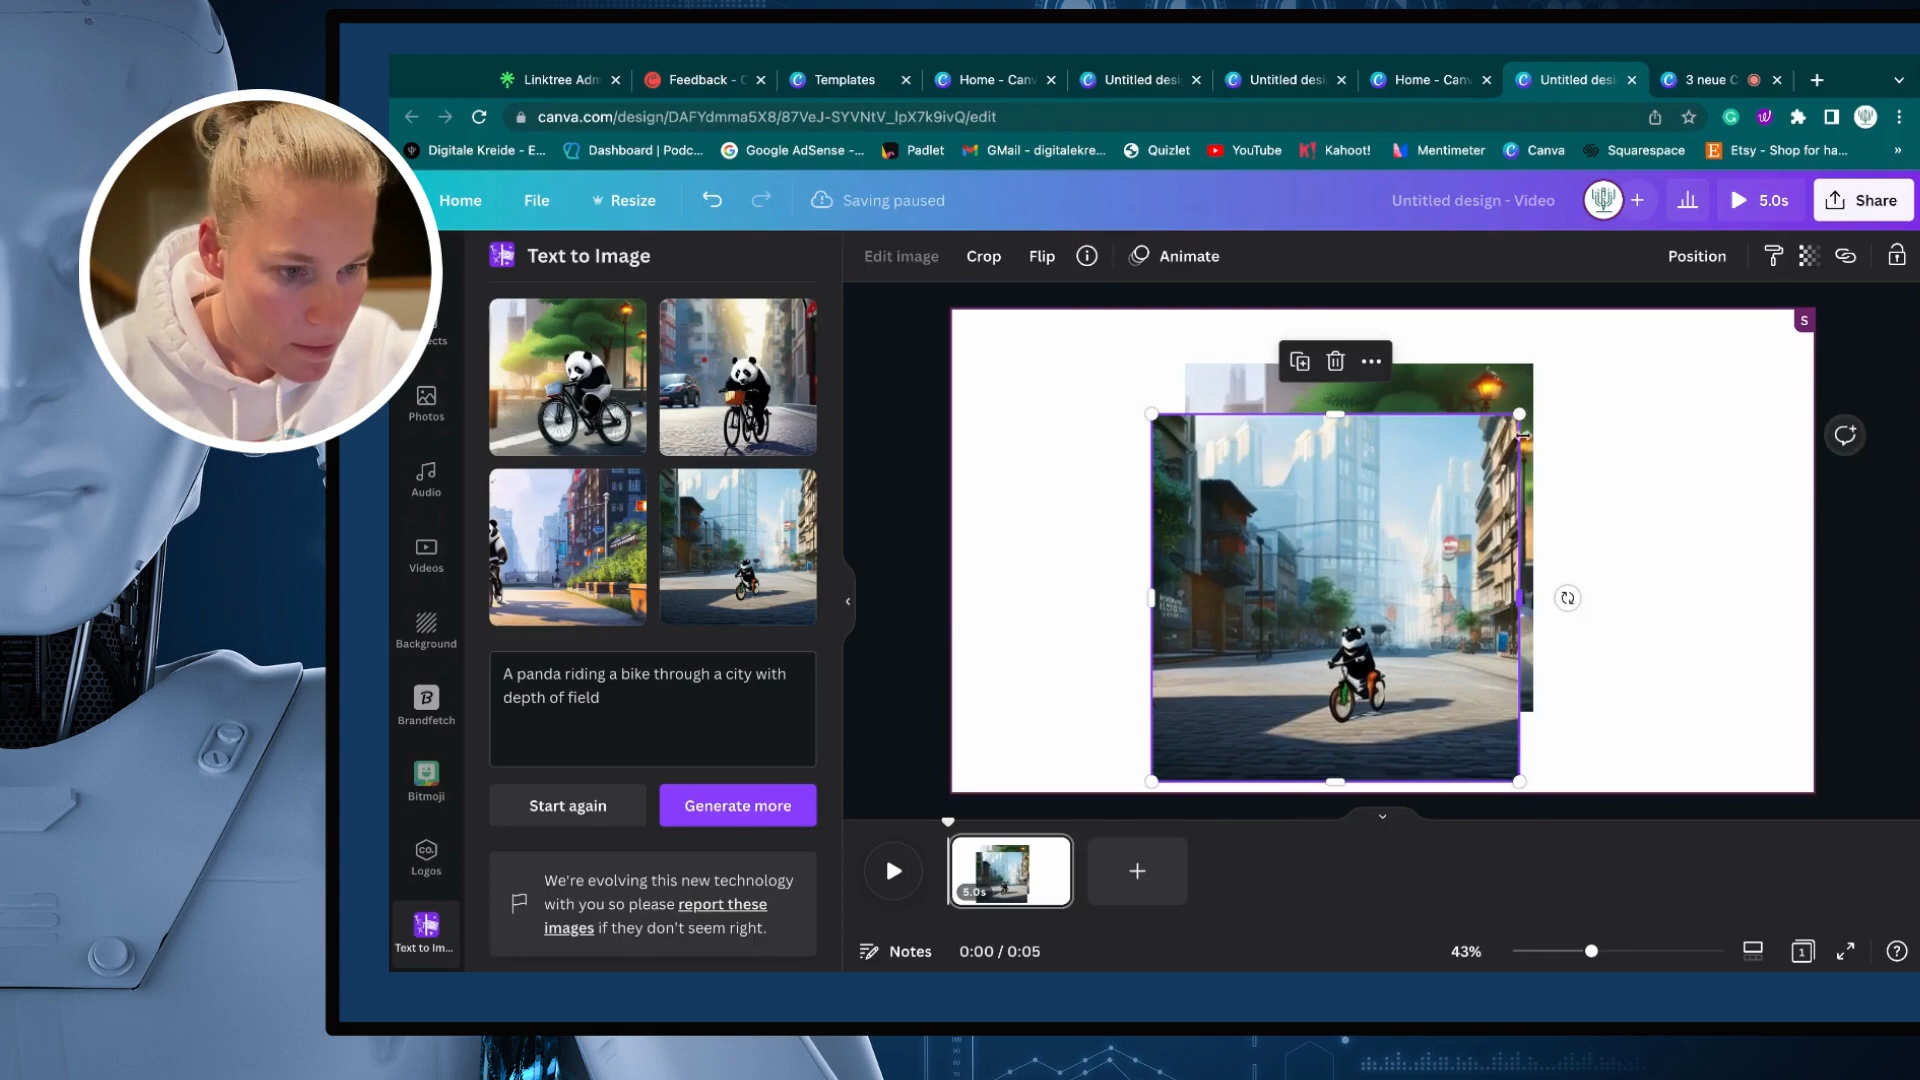 Linktree Adm
Feedback - C
Templates
Home - Canv
Untitled desi
Untitled desi
Home - Canv
Untitled desi
3 neue C
canva.com/design/DAFYdmma5X8/87VeJ-SYVNtV_lpX7k9ivQ/edit
Digitale Kreide - E...
Dashboard | Podc...
Google AdSense -...
Padlet
GMail - digitalekre...
Quizlet
YouTube
Kahoot!
Mentimeter
Canva
Squarespace
Etsy - Shop for ha...
»
Home
File
Resize
Saving paused
Untitled design - Video
5.0s
Share
Text to Image
Edit image
Crop
Flip
Animate
Position
S
ects
Photos
Audio
Videos
Background
Brandfetch
Bitmoji
CO.
Logos
Text to Im...
A panda riding a bike through a city with
depth of field
Start again
Generate more
We're evolving this new technology
with you so please report these
images if they don't seem right.
5.0s
Notes
0:00 / 0:05
43%
1